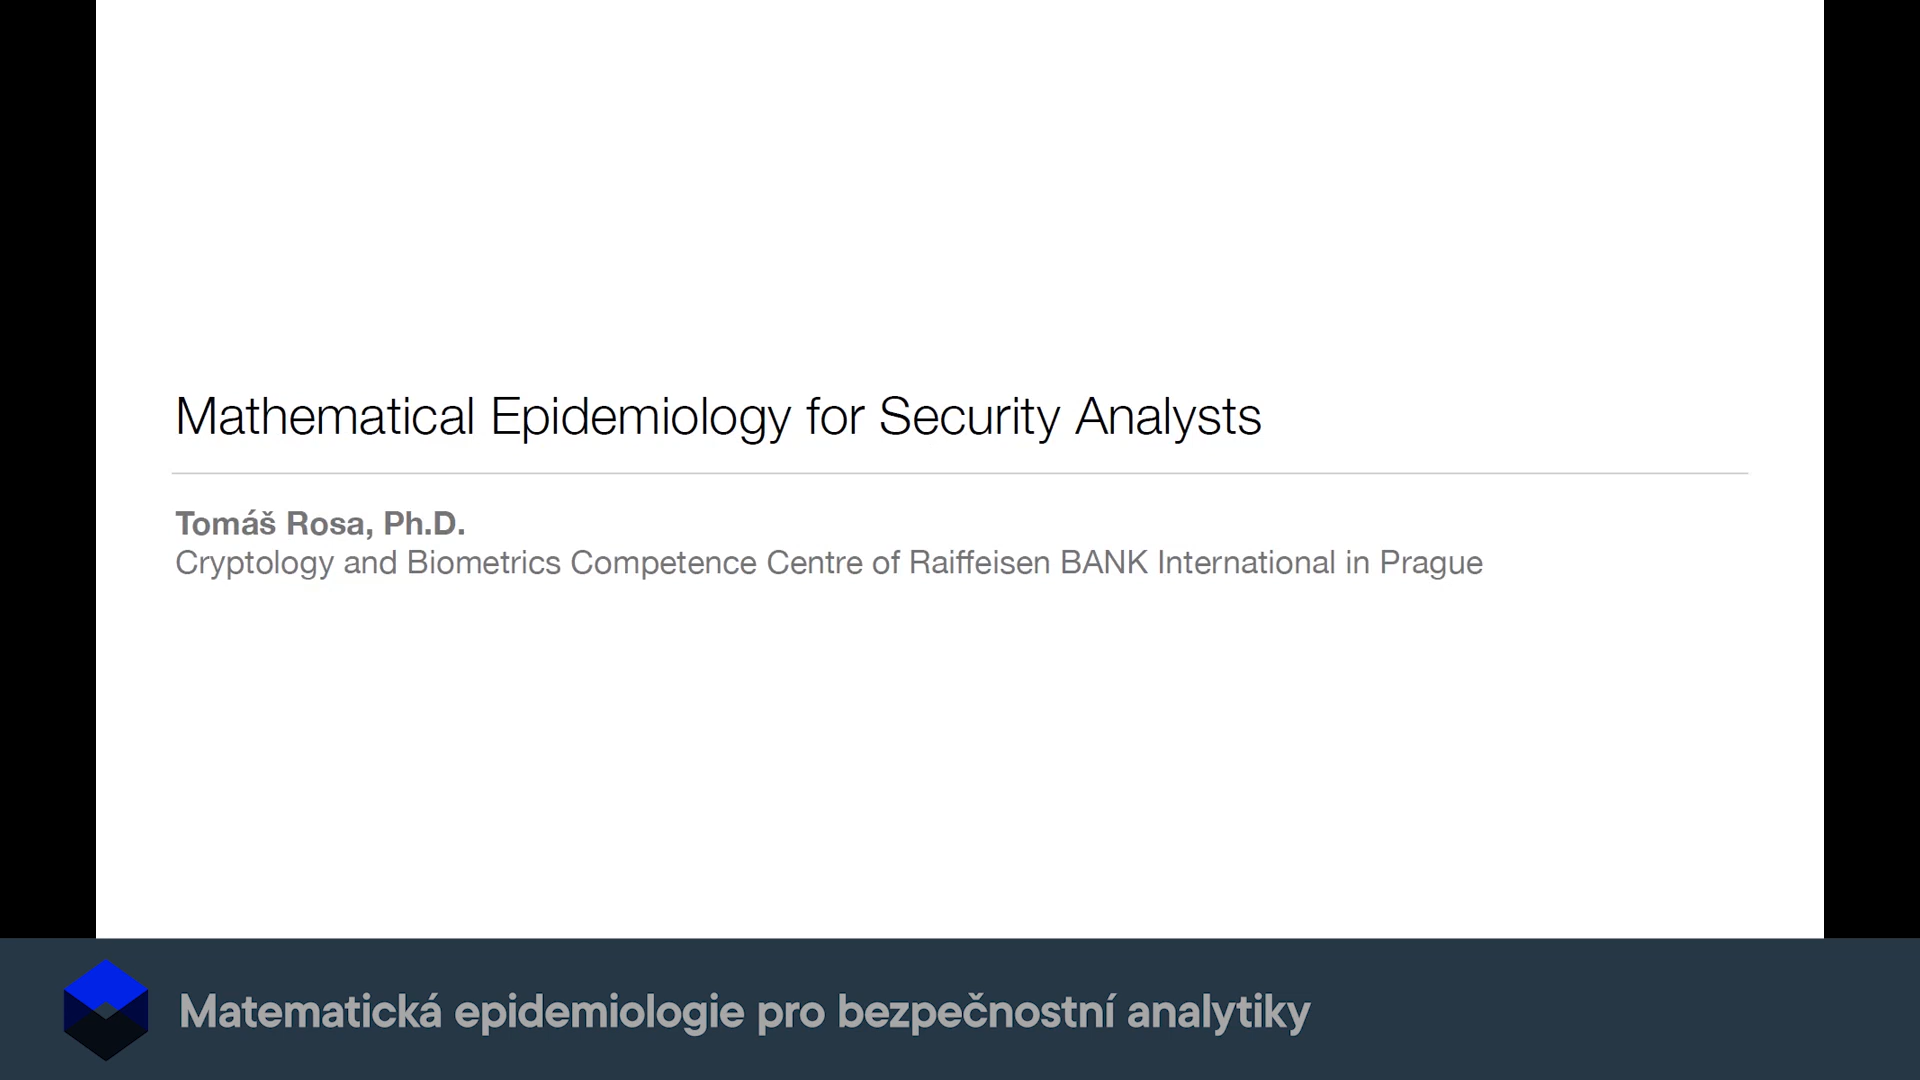 Mathematical Epidemiology for Security Analysts
Tomáš Rosa, Ph.D.
Cryptology and Biometrics Competence Centre of Raiffeisen BANK International in Prague
Matematická epidemiologie pro bezpečnostní analytiky